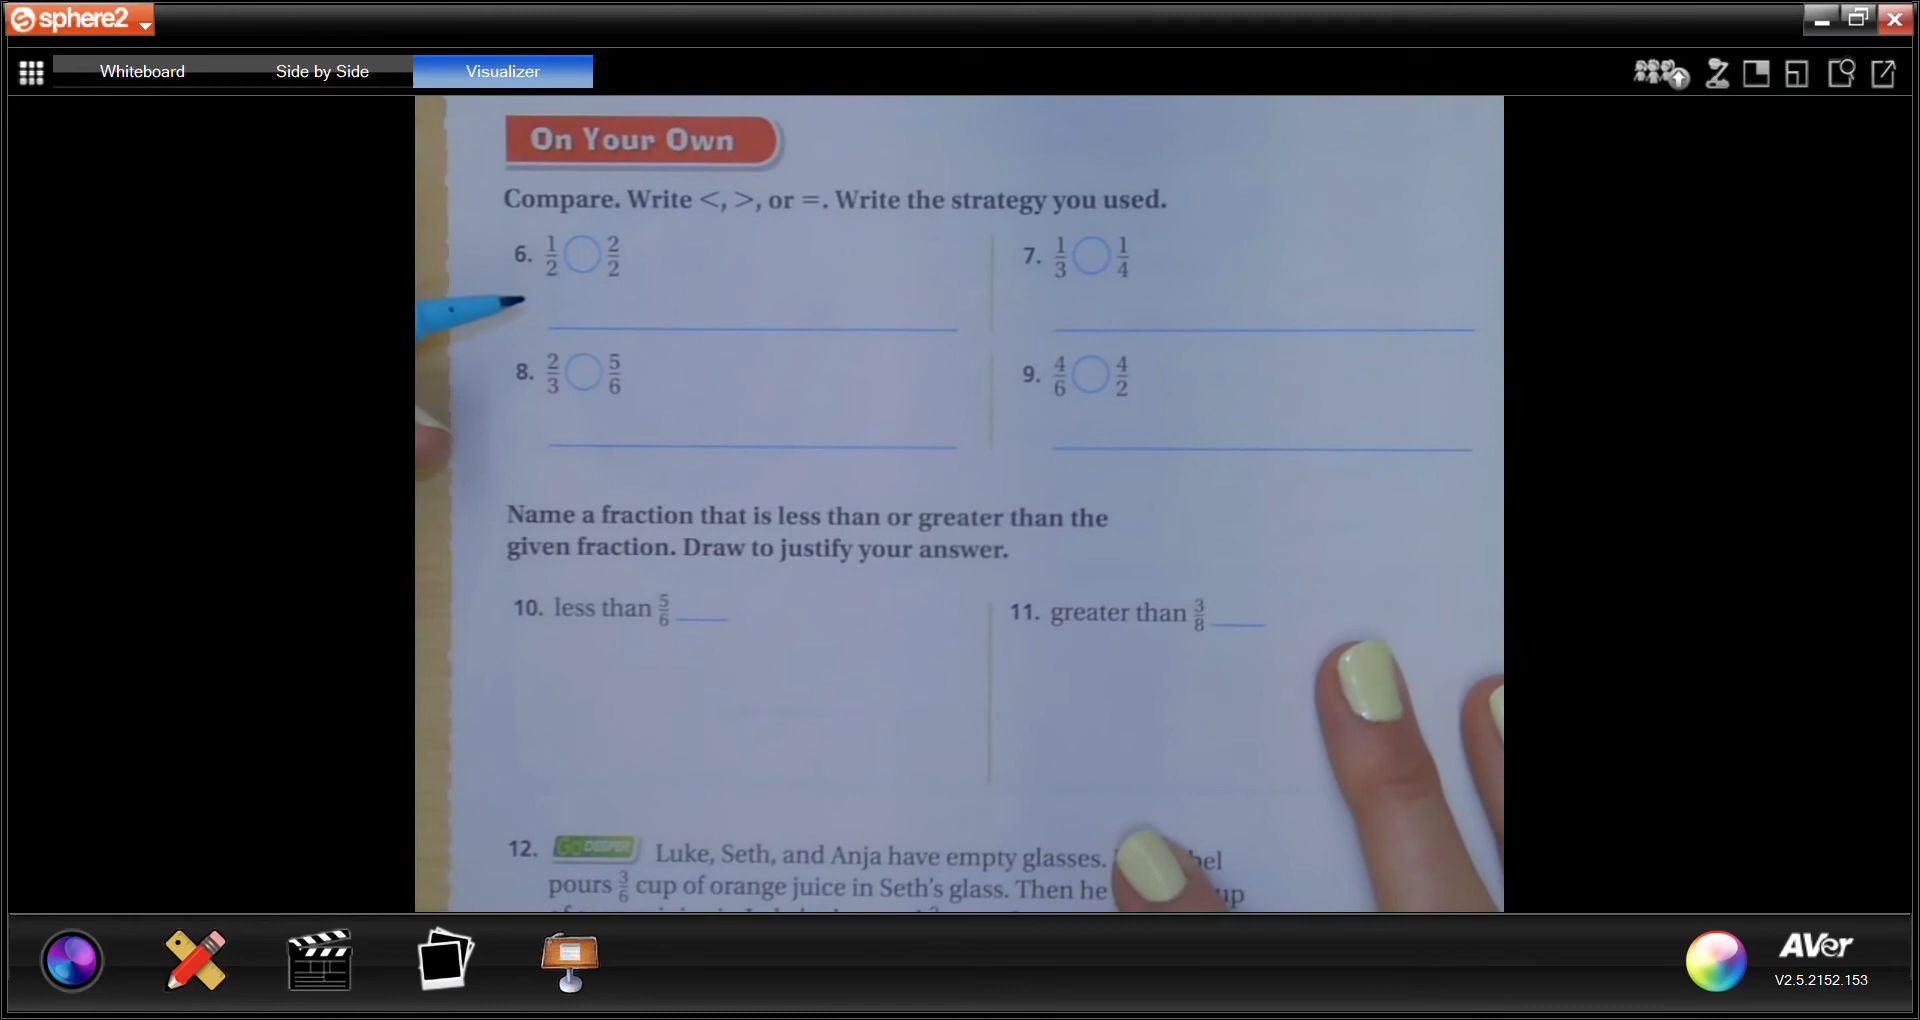 sphere2
Whiteboard Side by Side Visualizer
On Your Own
Compare. Write <, >, or =. Write the strategy you used.
6. 1/2 ○ 2/2 7. 1/3 ○ 1/4
8. 2/3 ○ 5/6 9. 4/6 ○ 4/2
Name a fraction that is less than or greater than the
given fraction. Draw to justify your answer.
10. less than 5/6 ____ 11. greater than 3/8 ____
12. Go DEEPER Luke, Seth, and Anja have empty glasses.
pours 3/6 cup of orange juice in Seth's glass. Then he
AVer
V2.5.2152.153